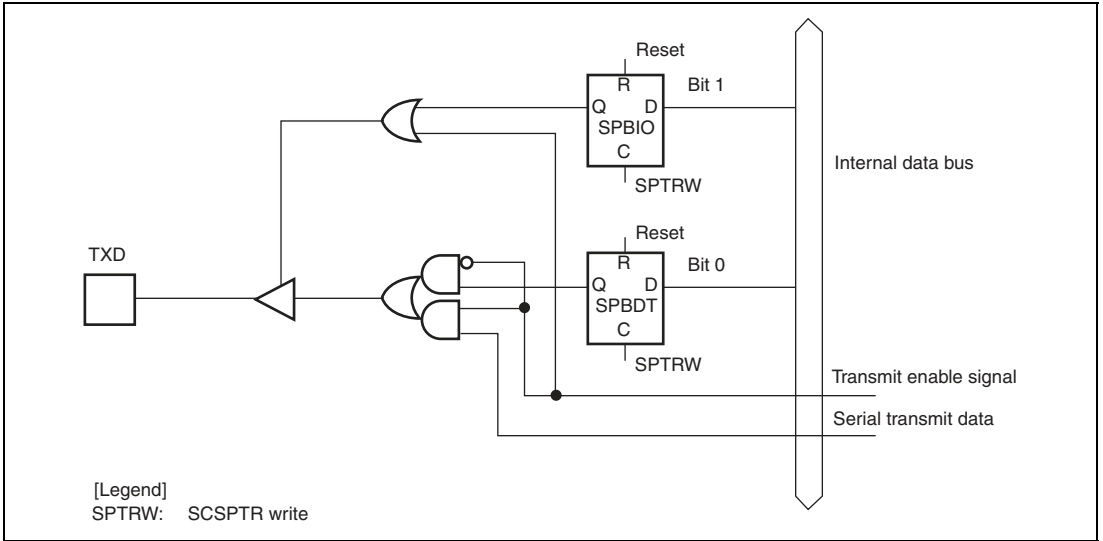 Reset
R
Bit 1
Q D
SPBIO
C
SPTRW
Internal data bus
Reset
R
Bit 0
TXD
Q D
SPBDT
C
SPTRW
Transmit enable signal
Serial transmit data
[Legend]
SPTRW: SCSPTR write